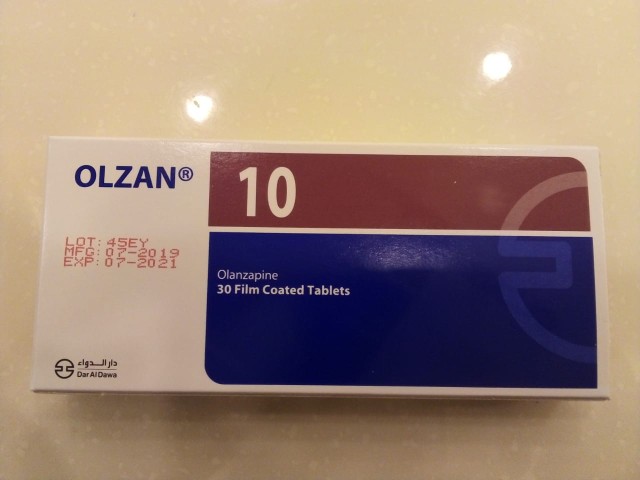 OLZAN®
10
LOT: 45EY
MFG: 07-2019
EXP: 07-2021
Olanzapine
30 Film Coated Tablets
دار الدواء
Dar Al Dawa